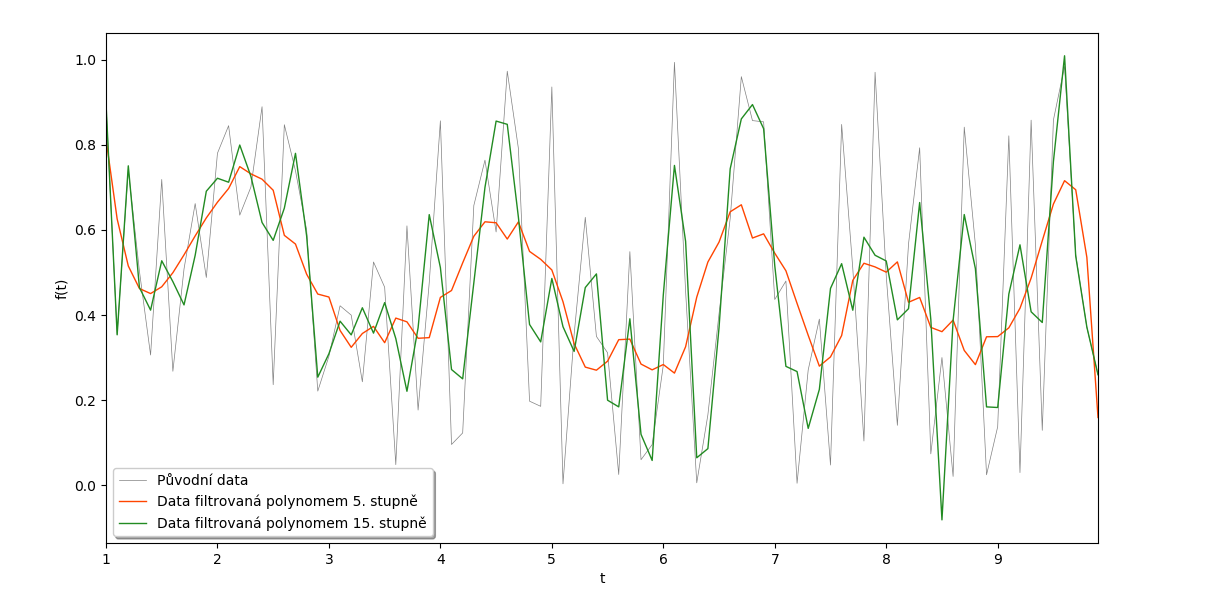 1.0
0.8
0.6
0.4
0.2
0.0
f(t)
Původní data
Data filtrovaná polynomem 5. stupně
Data filtrovaná polynomem 15. stupně
1 2 3 4 5 6 7 8 9
t